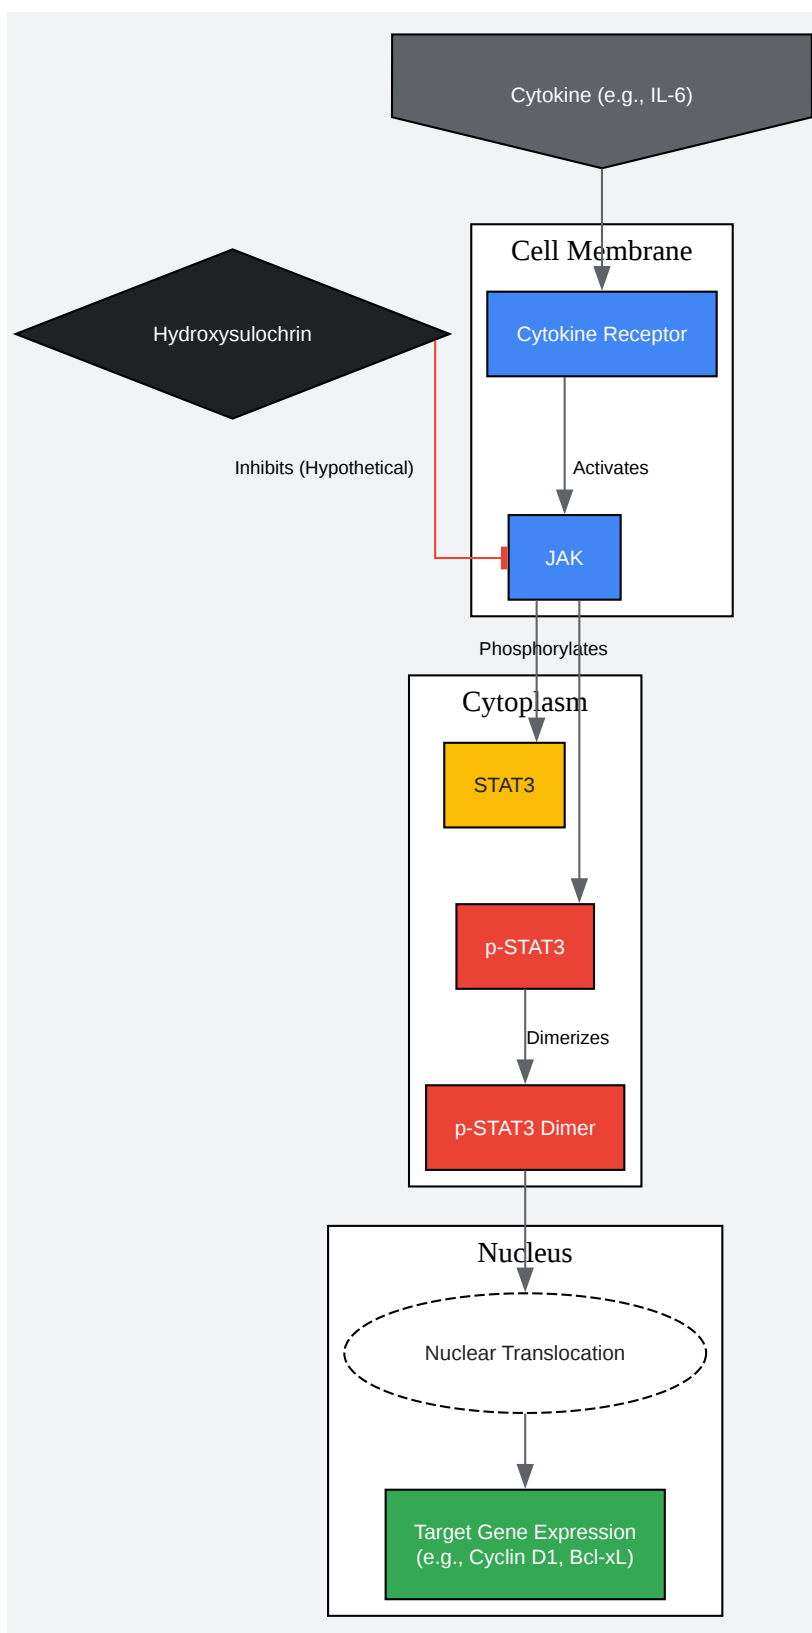 Cytokine (e.g., IL-6)
Cell Membrane
Hydroxysulochrin
Cytokine Receptor
Inhibits (Hypothetical)
Activates
JAK
Phosphorylates
Cytoplasm
STAT3
p-STAT3
Dimerizes
p-STAT3 Dimer
Nucleus
Nuclear Translocation
Target Gene Expression
(e.g., Cyclin D1, Bcl-xL)